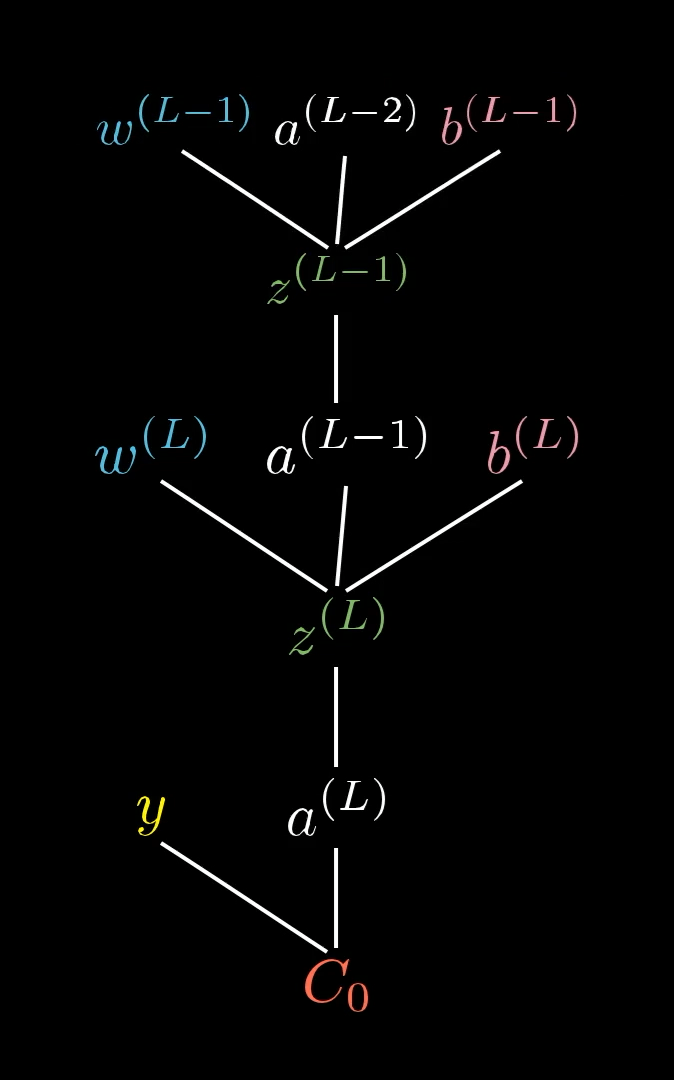 w^{(L-1)} a^{(L-2)} b^{(L-1)}
z^{(L-1)}
w^{(L)} a^{(L-1)} b^{(L)}
z^{(L)}
y a^{(L)}
C_0